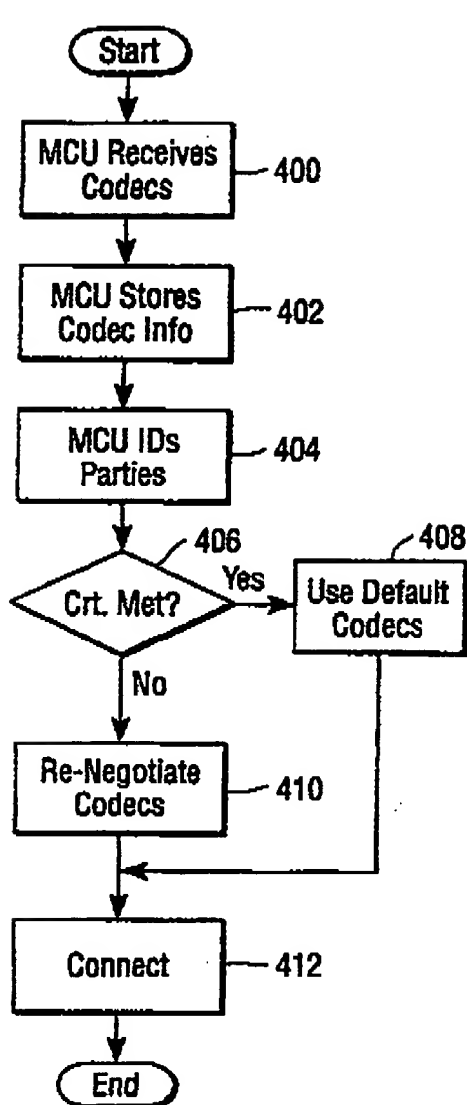 Start
MCU Receives
Codecs
400
MCU Stores
Codec Info
402
MCU IDs
Parties
404
406
Crt. Met?
Yes
408
Use Default
Codecs
No
Re-Negotiate
Codecs
410
Connect
412
End